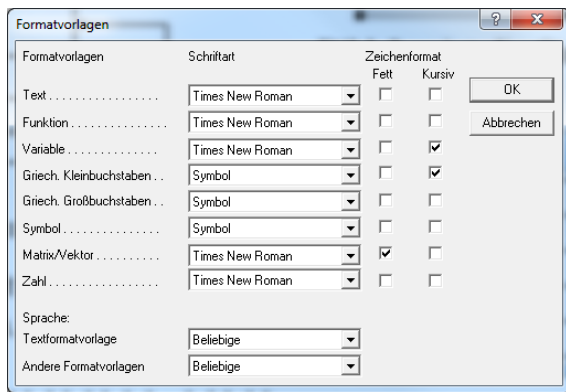 Formatvorlagen
Formatvorlagen Schriftart Zeichenformat
Fett Kursiv
Text . . . . . . . . . . . . . . . . . Times New Roman OK
Funktion . . . . . . . . . . . . . . . Times New Roman Abbrechen
Variable . . . . . . . . . . . . . . Times New Roman
Griech. Kleinbuchstaben . . Symbol
Griech. Großbuchstaben . . Symbol
Symbol . . . . . . . . . . . . . . . Symbol
Matrix/Vektor . . . . . . . . . . Times New Roman
Zahl . . . . . . . . . . . . . . . . . Times New Roman
Sprache:
Textformatvorlage Beliebige
Andere Formatvorlagen Beliebige